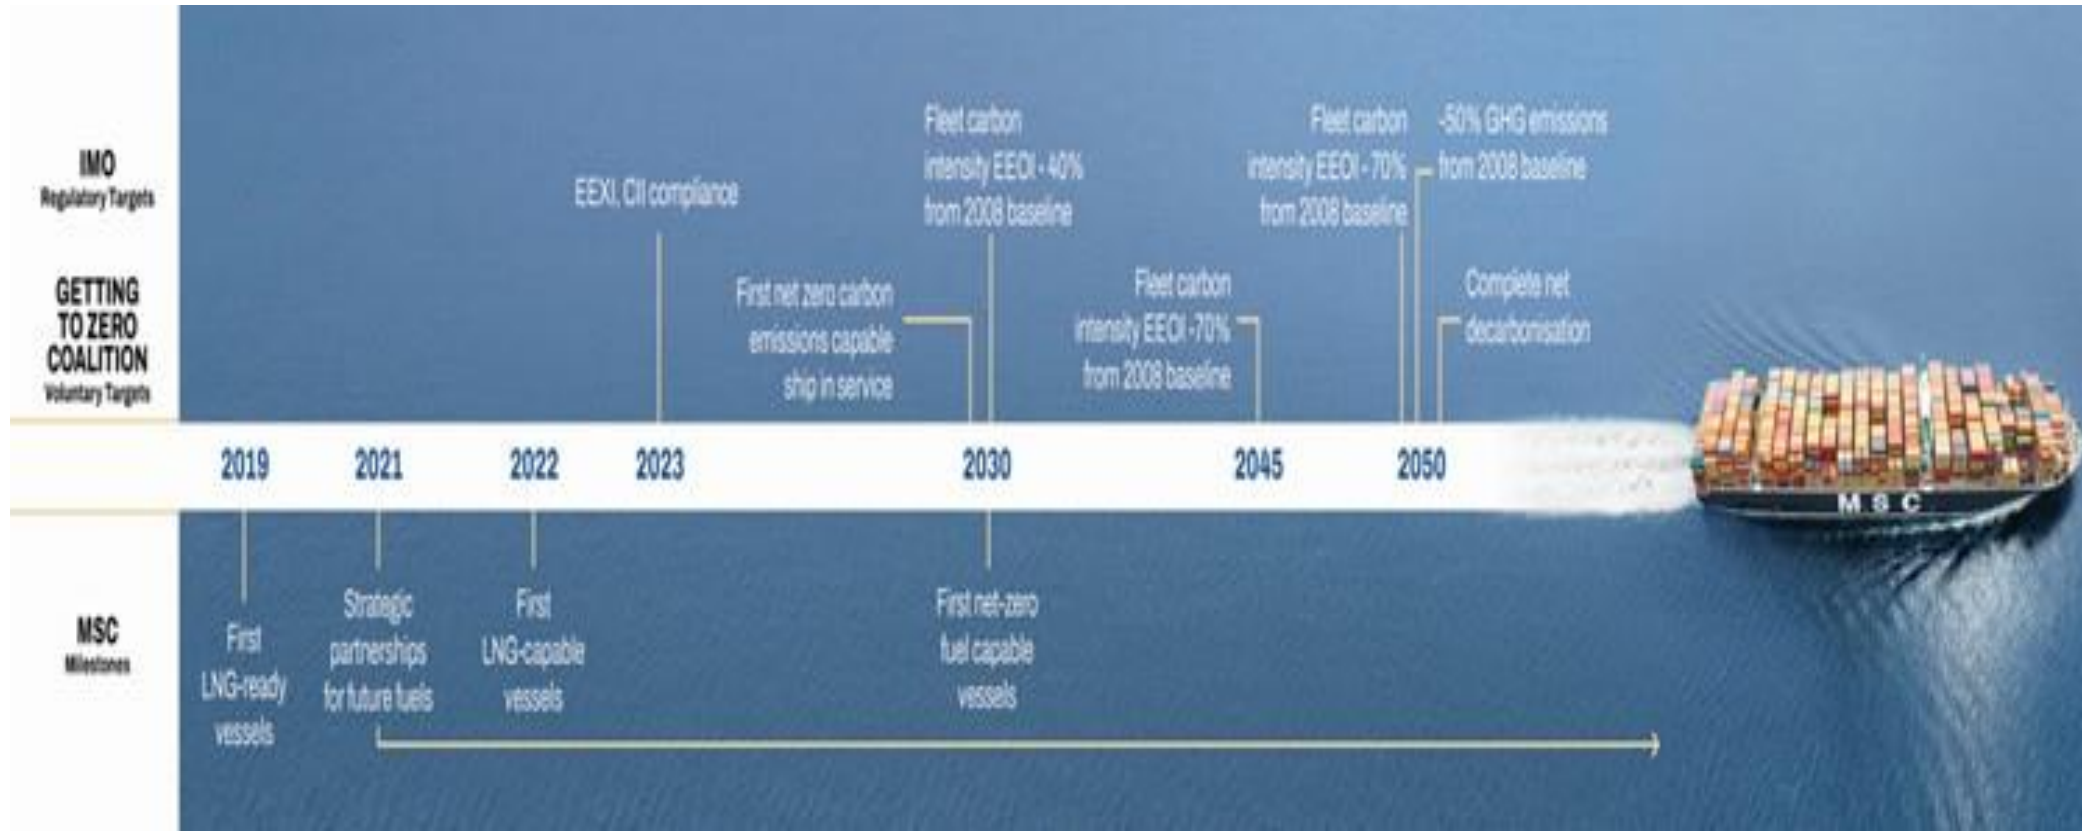 IMO
Regulatory Targets
GETTING
TO ZERO
COALITION
Voluntary Targets
EEXI, CII compliance
First net zero carbon
emissions capable
ship in service
Fleet carbon
intensity EEOI - 40%
from 2008 baseline
Fleet carbon
intensity EEOI -70%
from 2008 baseline
Fleet carbon
intensity EEOI - 70%
from 2008 baseline
-50% GHG emissions
from 2008 baseline
Complete net
decarbonisation
2019 2021 2022 2023 2030 2045 2050
MSC
MSC
Milestones
First
LNG-ready
vessels
Strategic
partnerships
for future fuels
First
LNG-capable
vessels
First net-zero
fuel capable
vessels